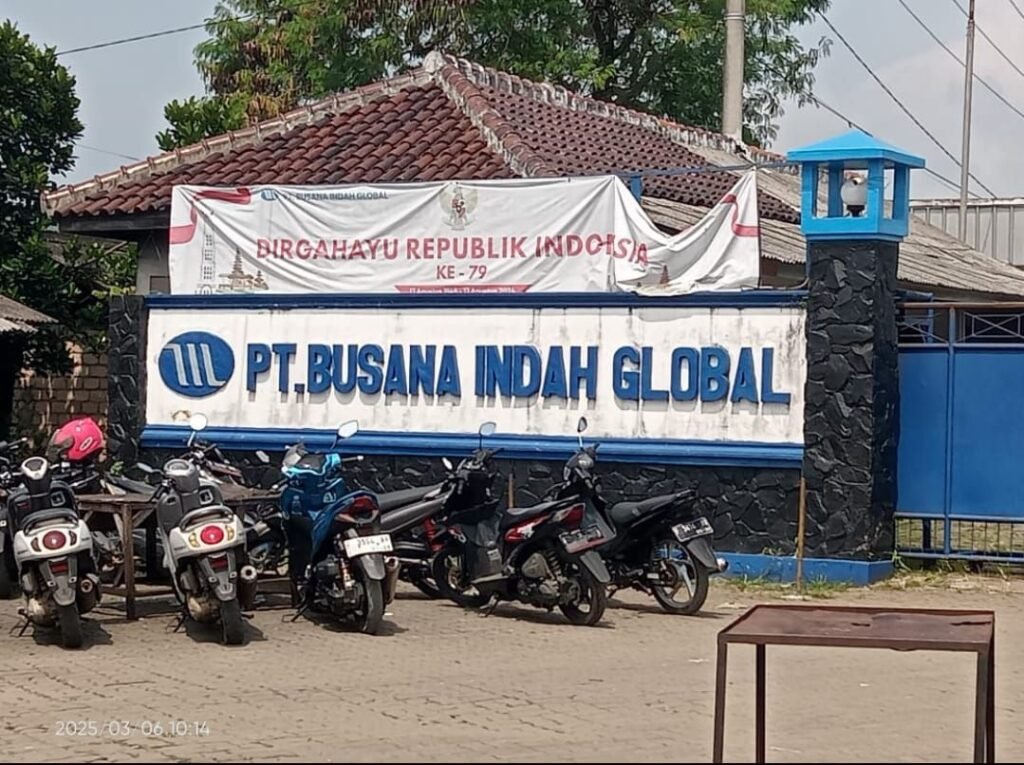 PT. BUSANA INDAH GLOBAL
DIRGAHAYU REPUBLIK INDONESIA
KE - 79
PT.BUSANA INDAH GLOBAL
2025/03/06 10:14